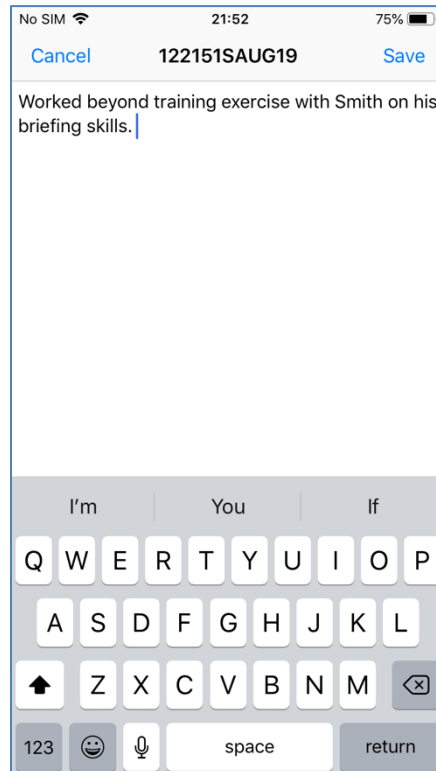 No SIM 21:52 75%
Cancel 122151SAUG19 Save
Worked beyond training exercise with Smith on his
briefing skills.
I'm You If
Q W E R T Y U I O P
A S D F G H J K L
Z X C V B N M
123 space return